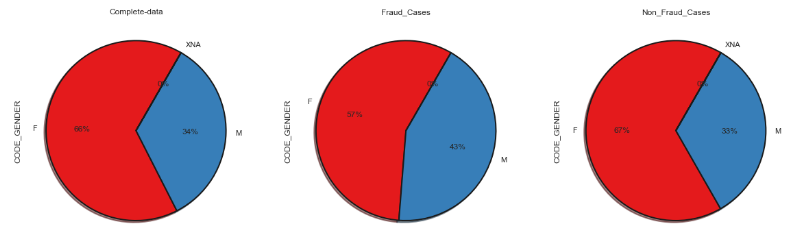 Complete-data
CODE_GENDER
XNA
0%
F
66%
34%
M
Fraud_Cases
CODE_GENDER
0%
F
57%
43%
M
Non_Fraud_Cases
CODE_GENDER
XNA
0%
F
67%
33%
M